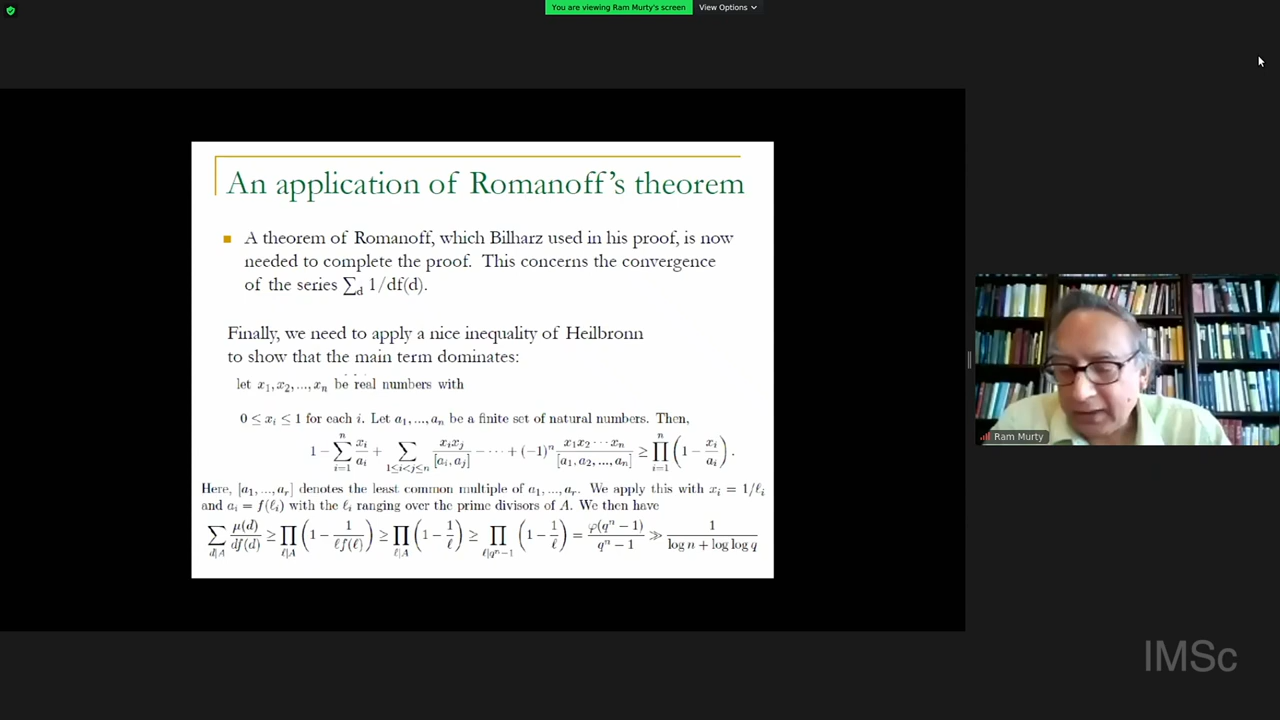 You are viewing Ram Murty's screen View Options
An application of Romanoff's theorem
A theorem of Romanoff, which Bilharz used in his proof, is now
needed to complete the proof. This concerns the convergence
of the series ∑_d 1/df(d).
Finally, we need to apply a nice inequality of Heilbronn
to show that the main term dominates:
let x_1, x_2, ..., x_n be real numbers with
0 ≤ x_i ≤ 1 for each i. Let a_1, ..., a_n be a finite set of natural numbers. Then,
1 − ∑_{i=1}^{n} x_i/a_i + ∑_{1≤i<j≤n} x_i x_j/[a_i, a_j] − ··· + (−1)^n x_1 x_2 ··· x_n/[a_1, a_2, ..., a_n] ≥ ∏_{i=1}^{n} (1 − x_i/a_i).
Here, [a_1, ..., a_r] denotes the least common multiple of a_1, ..., a_r. We apply this with x_i = 1/ℓ_i
and a_i = f(ℓ_i) with the ℓ_i ranging over the prime divisors of A. We then have
∑_{d|A} μ(d)/df(d) ≥ ∏_{ℓ|A} (1 − 1/ℓf(ℓ)) ≥ ∏_{ℓ|A} (1 − 1/ℓ) ≥ ∏_{ℓ|q^n−1} (1 − 1/ℓ) = φ(q^n − 1)/q^n − 1 ≫ 1/log n + log log q
Ram Murty
IMSc